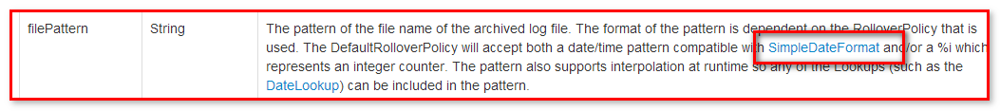 filePattern String The pattern of the file name of the archived log file. The format of the pattern is dependent on the RolloverPolicy that is
used. The DefaultRolloverPolicy will accept both a date/time pattern compatible with SimpleDateFormat and/or a %i which
represents an integer counter. The pattern also supports interpolation at runtime so any of the Lookups (such as the
DateLookup) can be included in the pattern.